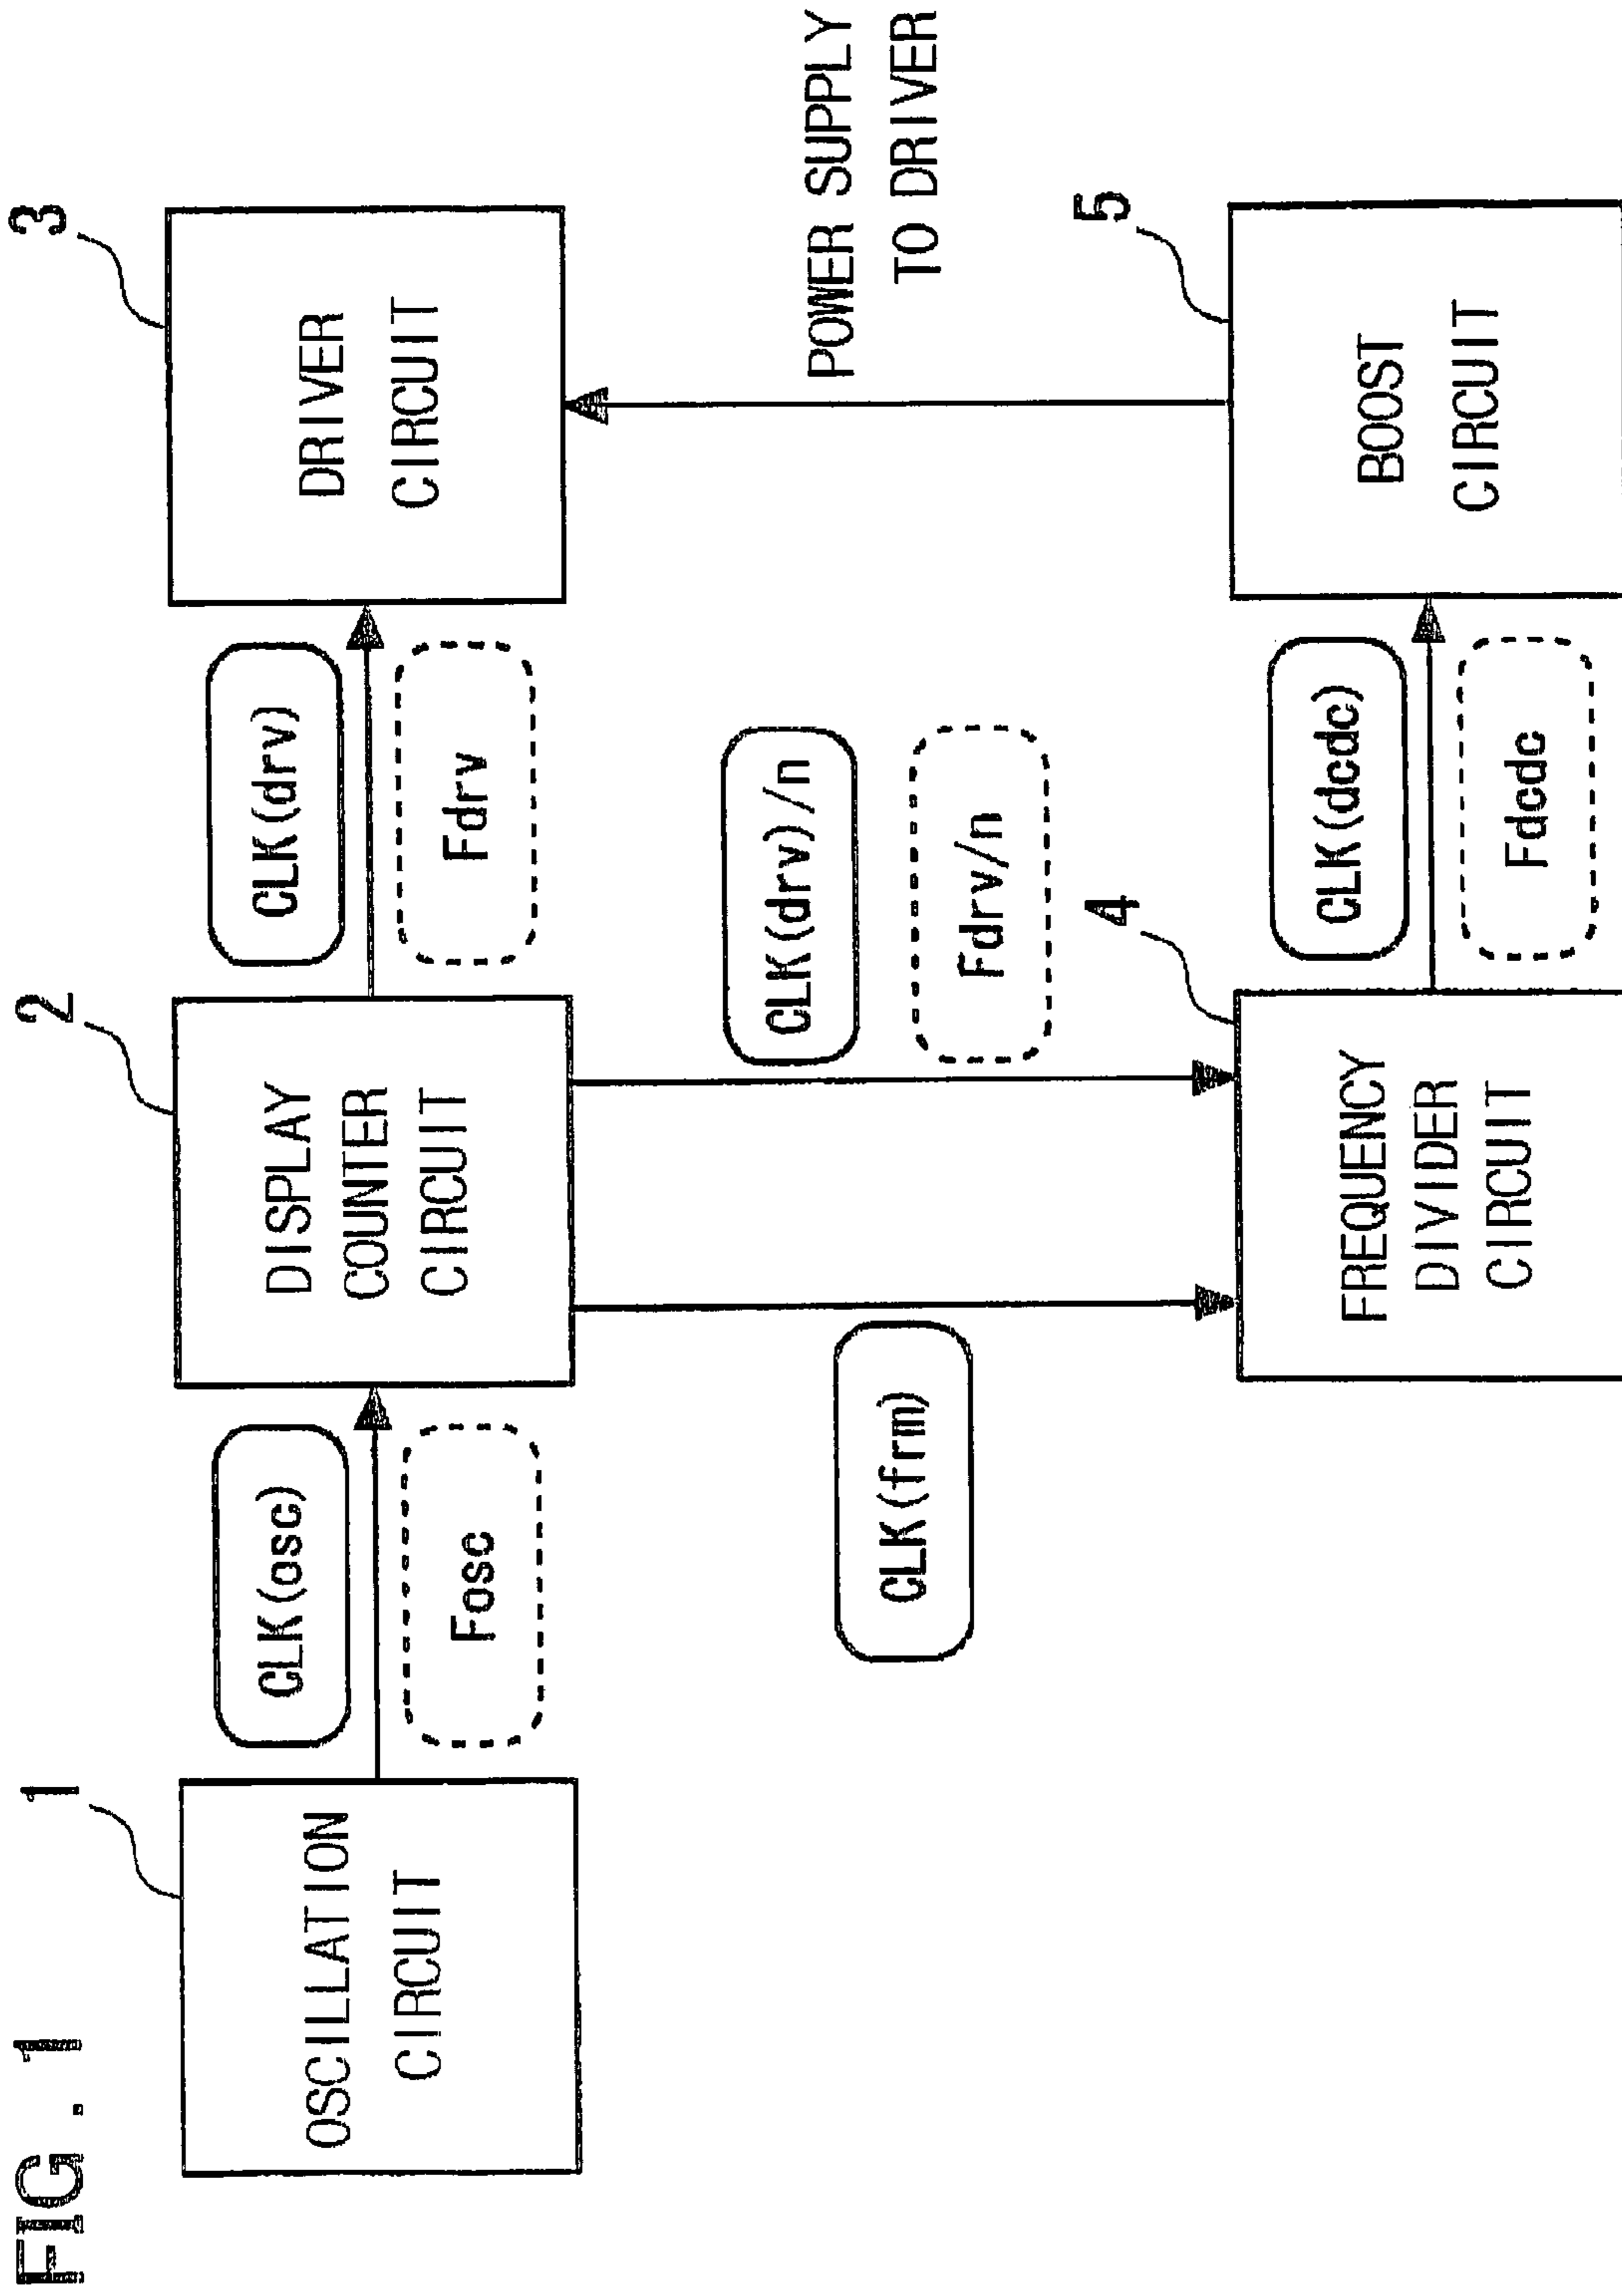 FIG. 1
1
OSCILLATION
CIRCUIT
CLK(osc)
Fosc
2
DISPLAY
COUNTER
CIRCUIT
CLK(drv)
Fdrv
3
DRIVER
CIRCUIT
CLK(frm)
CLK(drv)/n
Fdrv/n
POWER SUPPLY
TO DRIVER
4
FREQUENCY
DIVIDER
CIRCUIT
CLK(dcdc)
Fdcdc
5
BOOST
CIRCUIT